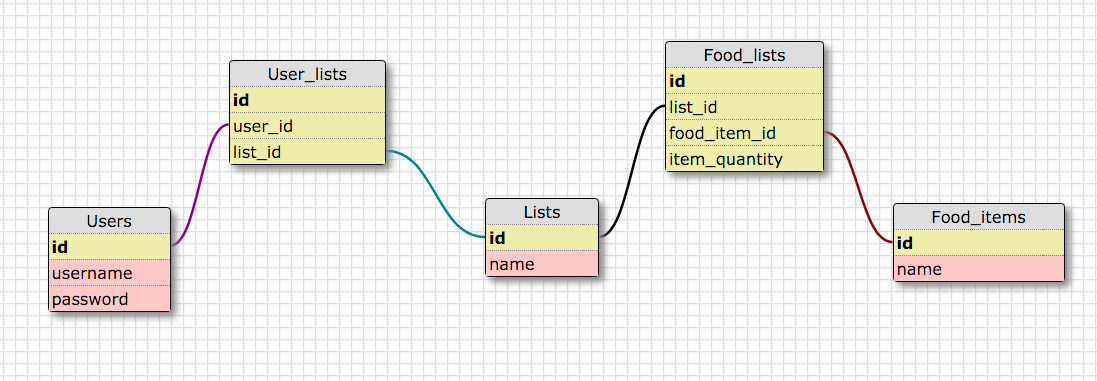 Users
id
username
password
User_lists
id
user_id
list_id
Lists
id
name
Food_lists
id
list_id
food_item_id
item_quantity
Food_items
id
name